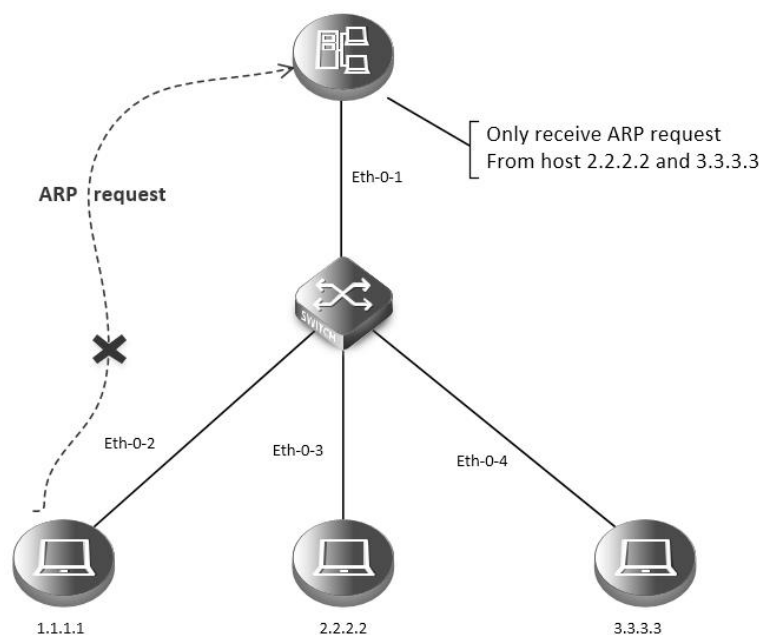 Only receive ARP request
From host 2.2.2.2 and 3.3.3.3
Eth-0-1
ARP request
SWITCH
Eth-0-2
Eth-0-3
Eth-0-4
1.1.1.1
2.2.2.2
3.3.3.3